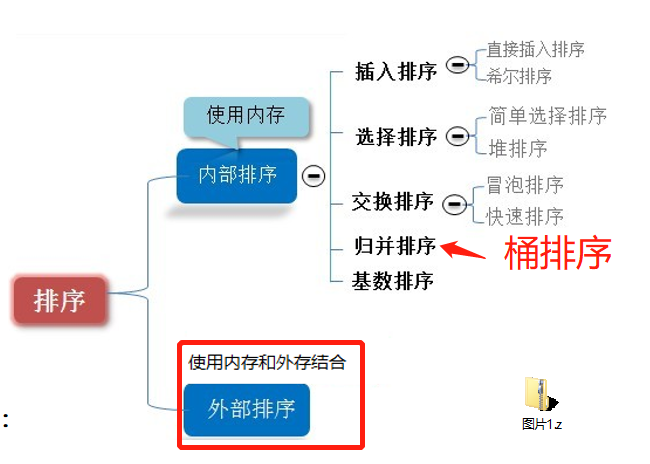 直接插入排序
插入排序
希尔排序
使用内存
简单选择排序
选择排序
堆排序
内部排序
冒泡排序
交换排序
快速排序
归并排序
桶排序
基数排序
排序
使用内存和外存结合
外部排序
:
图片1.z